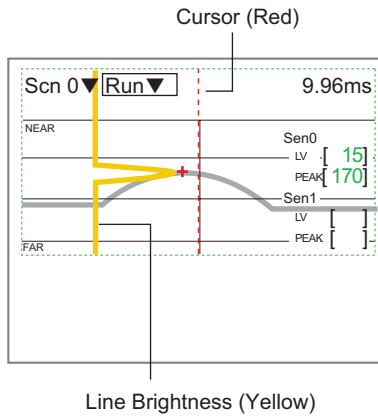 Cursor (Red)
Scn 0▼ Run▼ 9.96ms
NEAR
Sen0
LV [ 15]
PEAK[ 170]
Sen1
LV [ ]
PEAK [ ]
FAR
Line Brightness (Yellow)